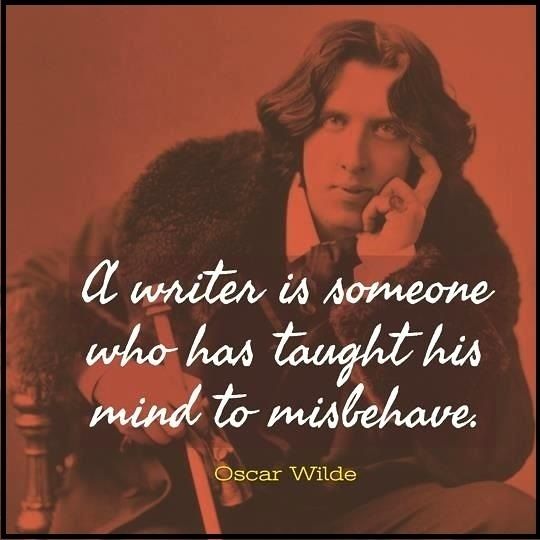 A writer is someone
who has taught his
mind to misbehave.
Oscar Wilde